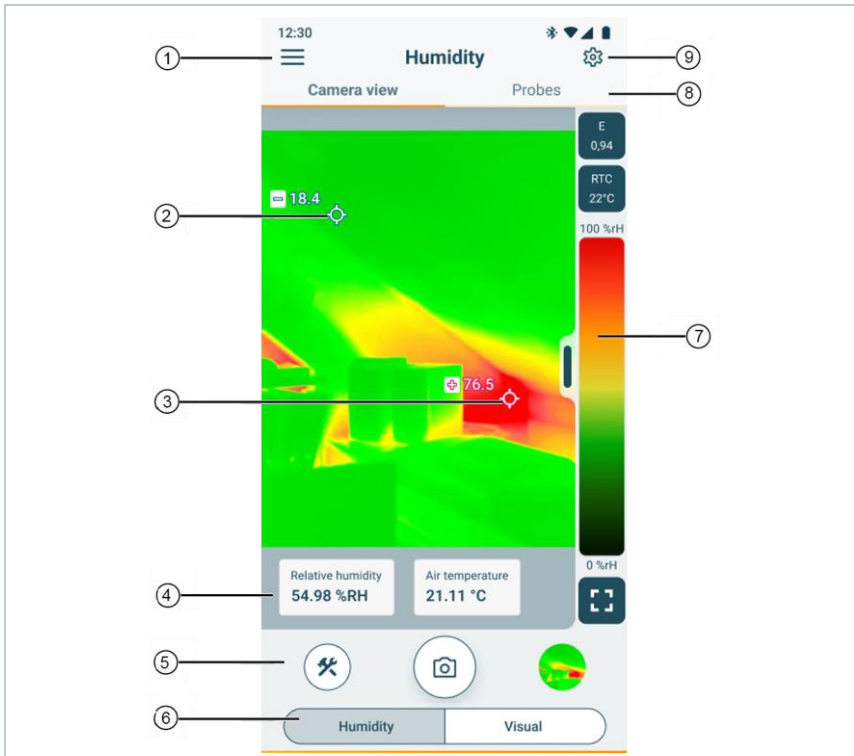 12:30
① Humidity ⑨
Camera view Probes ⑧
E
0,94
RTC
22°C
18.4
②
100 %rH
⑦
76.5
③
0 %rH
Relative humidity Air temperature
④ 54.98 %RH 21.11 °C
⑤
⑥ Humidity Visual